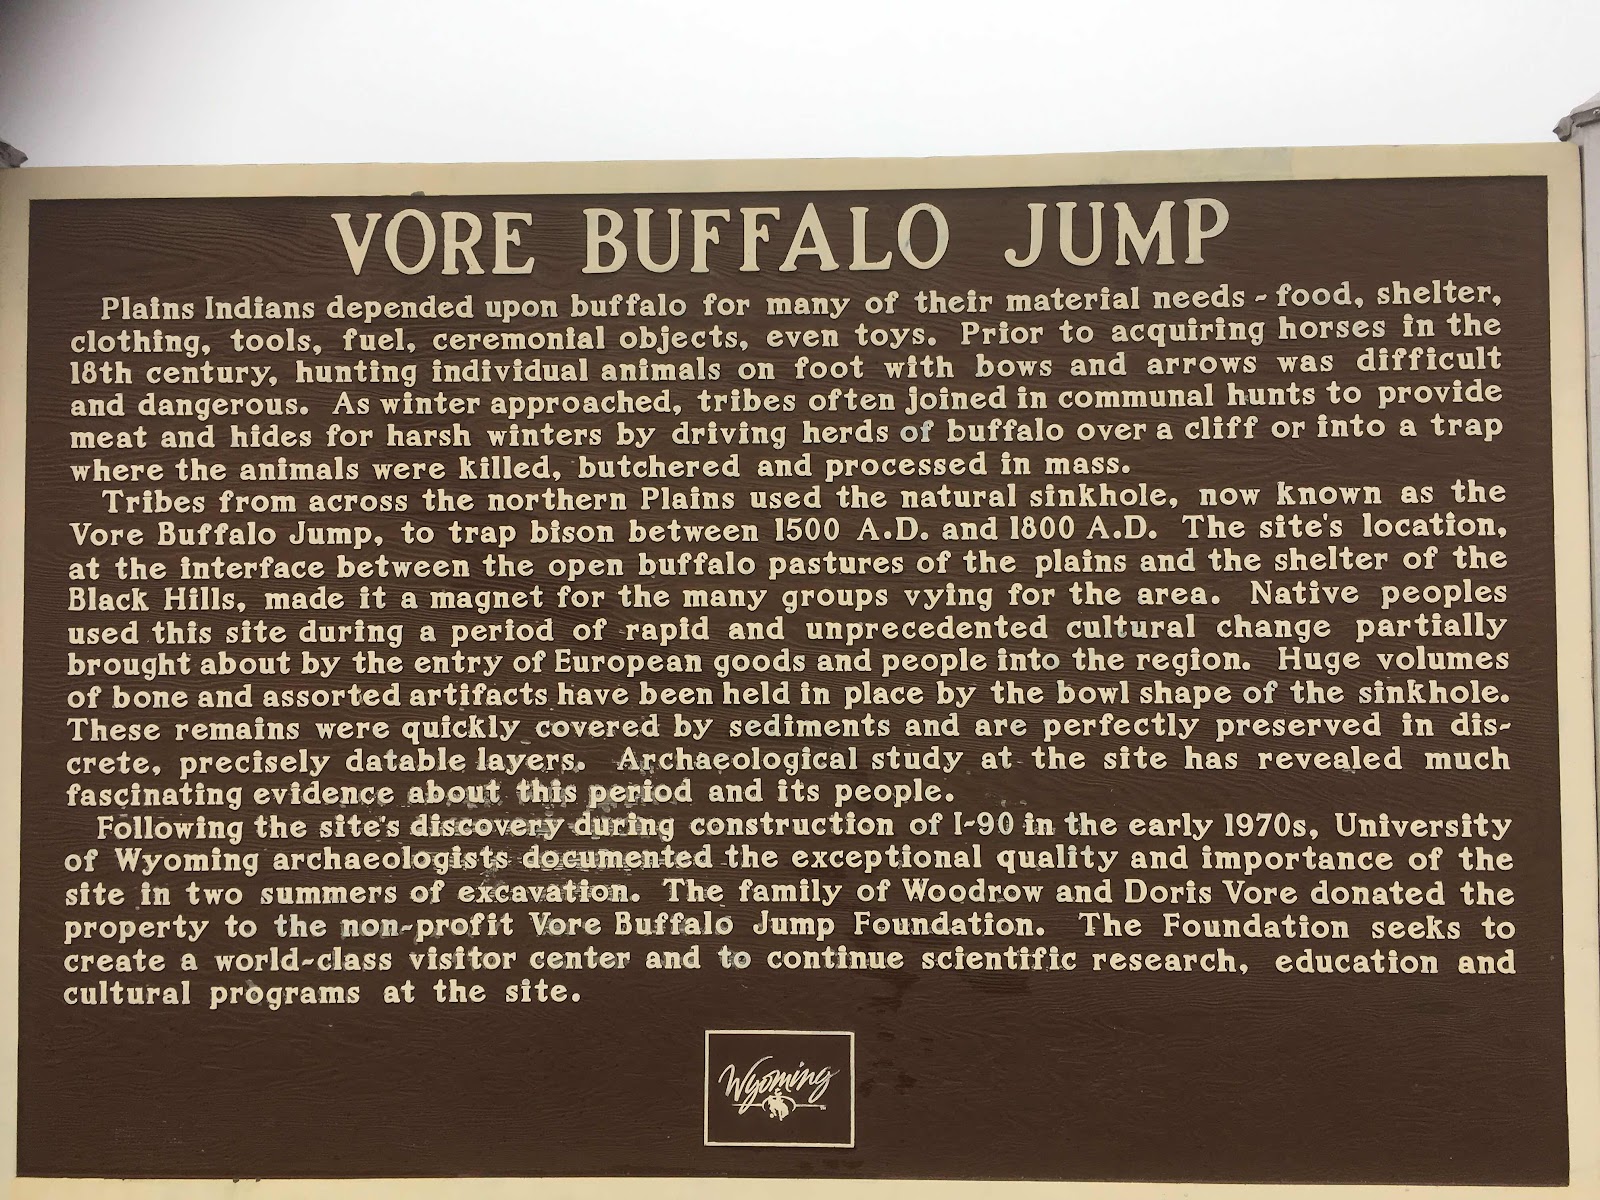 VORE BUFFALO JUMP
Plains Indians depended upon buffalo for many of their material needs - food, shelter,
clothing, tools, fuel, ceremonial objects, even toys. Prior to acquiring horses in the
18th century, hunting individual animals on foot with bows and arrows was difficult
and dangerous. As winter approached, tribes often joined in communal hunts to provide
meat and hides for harsh winters by driving herds of buffalo over a cliff or into a trap
where the animals were killed, butchered and processed in mass.
Tribes from across the northern Plains used the natural sinkhole, now known as the
Vore Buffalo Jump, to trap bison between 1500 A.D. and 1800 A.D. The site's location,
at the interface between the open buffalo pastures of the plains and the shelter of the
Black Hills, made it a magnet for the many groups vying for the area. Native peoples
used this site during a period of rapid and unprecedented cultural change partially
brought about by the entry of European goods and people into the region. Huge volumes
of bone and assorted artifacts have been held in place by the bowl shape of the sinkhole.
These remains were quickly covered by sediments and are perfectly preserved in dis-
crete, precisely datable layers. Archaeological study at the site has revealed much
fascinating evidence about this period and its people.
Following the site's discovery during construction of I-90 in the early 1970s, University
of Wyoming archaeologists documented the exceptional quality and importance of the
site in two summers of excavation. The family of Woodrow and Doris Vore donated the
property to the non-profit Vore Buffalo Jump Foundation. The Foundation seeks to
create a world-class visitor center and to continue scientific research, education and
cultural programs at the site.
Wyoming